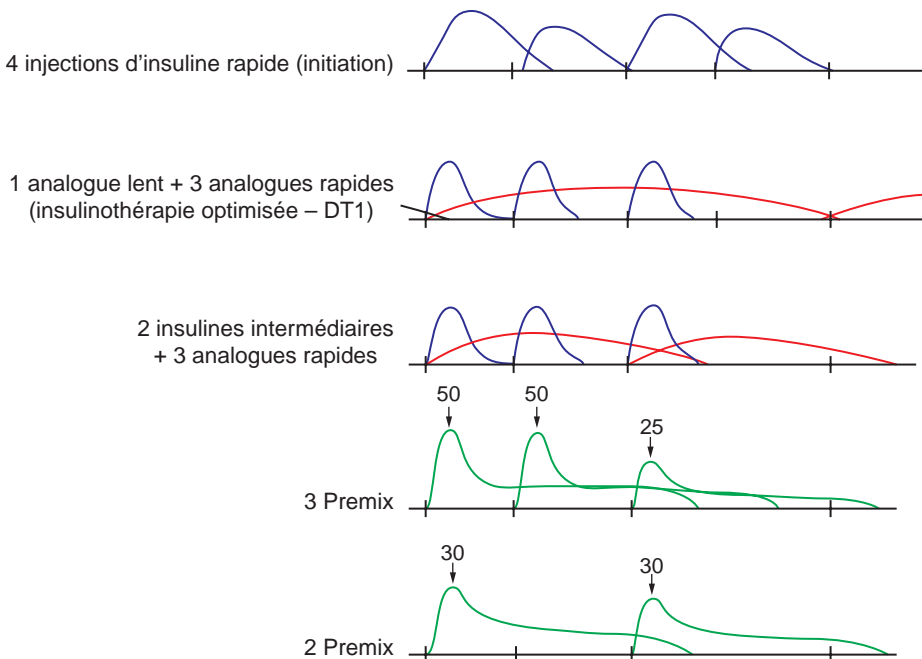 4 injections d’insuline rapide (initiation)
1 analogue lent + 3 analogues rapides
(insulinothérapie optimisée – DT1)
2 insulines intermédiaires
+ 3 analogues rapides
50
50
25
3 Premix
30
30
2 Premix